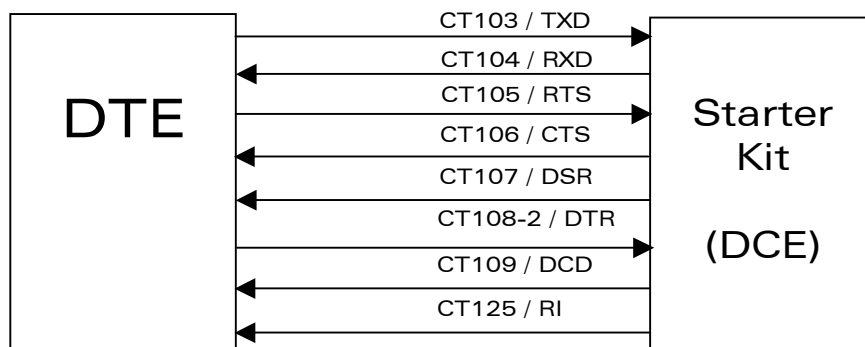 DTE
CT103 / TXD
CT104 / RXD
CT105 / RTS
CT106 / CTS
CT107 / DSR
CT108-2 / DTR
CT109 / DCD
CT125 / RI
Starter
Kit
(DCE)